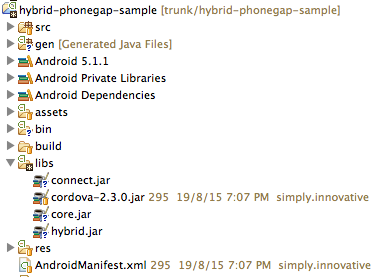 hybrid-phonegap-sample [trunk/hybrid-phonegap-sample]
src
gen [Generated Java Files]
Android 5.1.1
Android Private Libraries
Android Dependencies
assets
bin
build
libs
connect.jar
cordova-2.3.0.jar 295 19/8/15 7:07 PM simply.innovative
core.jar
hybrid.jar
res
AndroidManifest.xml 295 19/8/15 7:07 PM simply.innovative